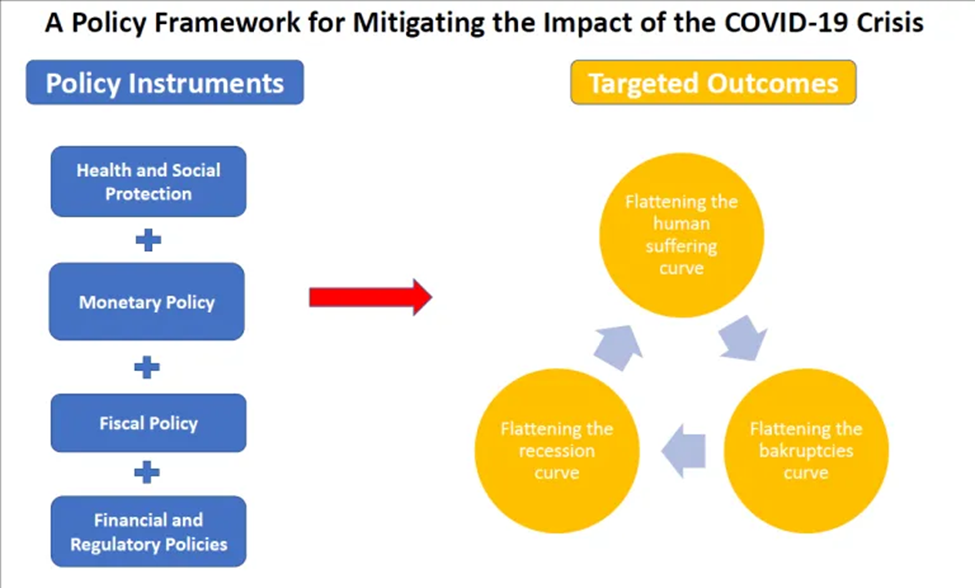 A Policy Framework for Mitigating the Impact of the COVID-19 Crisis
Policy Instruments
Targeted Outcomes
Health and Social
Protection
Monetary Policy
Fiscal Policy
Financial and
Regulatory Policies
Flattening the
human
suffering
curve
Flattening the
bakruptcies
curve
Flattening the
recession
curve